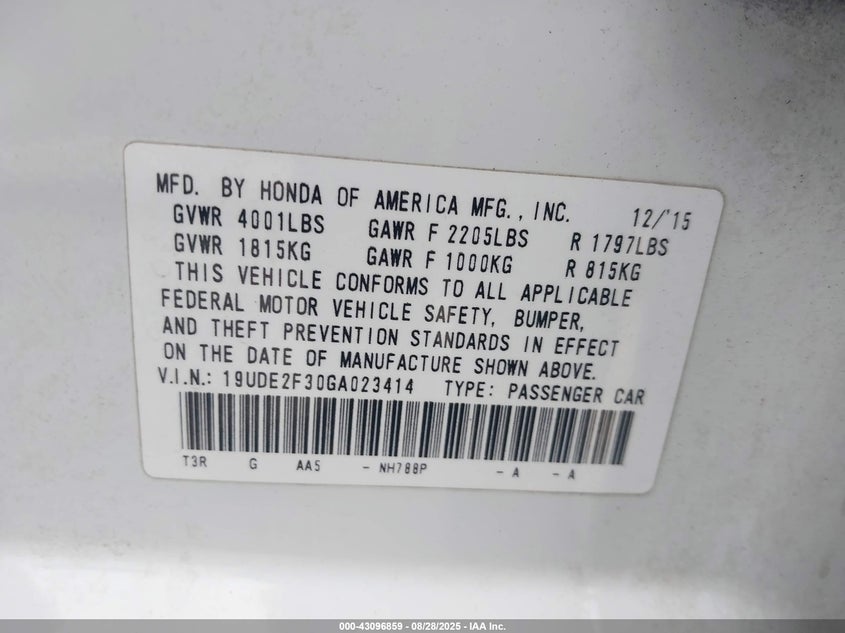 MFD. BY HONDA OF AMERICA MFG., INC. 12/'15
GVWR 4001LBS GAWR F 2205LBS R 1797LBS
GVWR 1815KG GAWR F 1000KG R 815KG
THIS VEHICLE CONFORMS TO ALL APPLICABLE
FEDERAL MOTOR VEHICLE SAFETY, BUMPER,
AND THEFT PREVENTION STANDARDS IN EFFECT
ON THE DATE OF MANUFACTURE SHOWN ABOVE.
V.I.N.: 19UDE2F30GA023414 TYPE: PASSENGER CAR
T3R G AA5 - NH788P - A - A
000-43096859 - 08/28/2025 - IAA Inc.